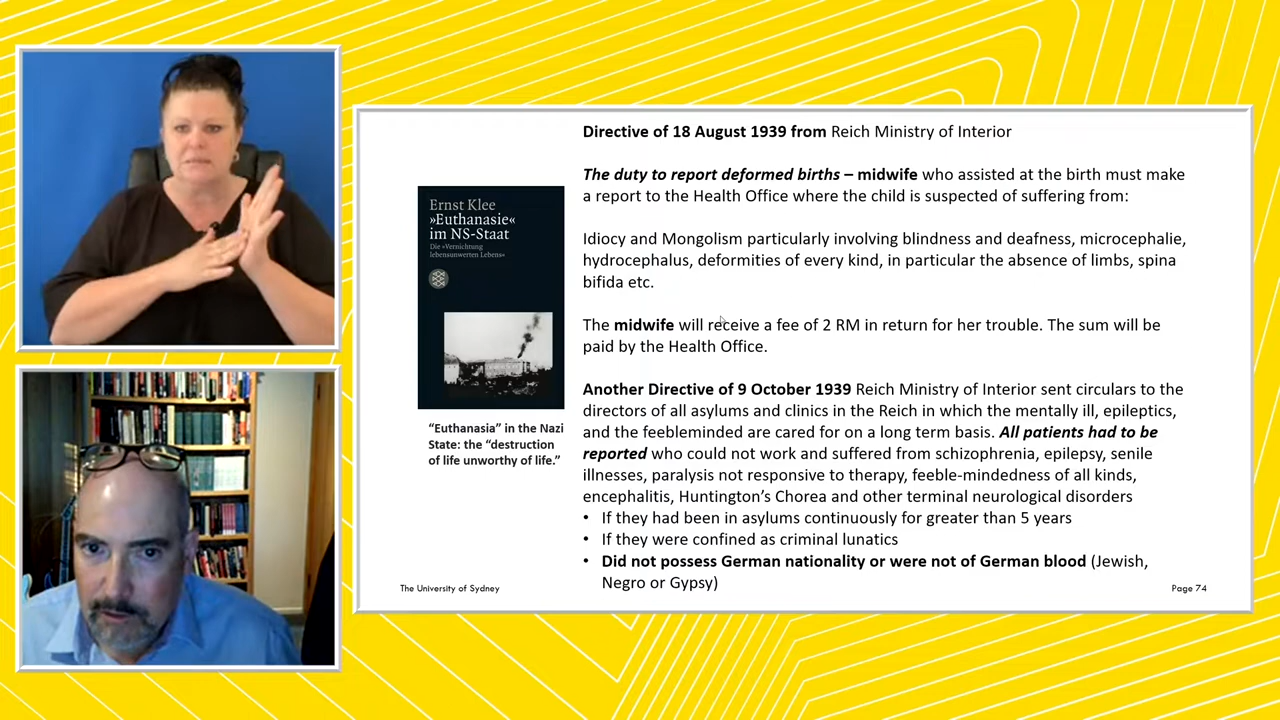 Directive of 18 August 1939 from Reich Ministry of Interior
The duty to report deformed births – midwife who assisted at the birth must make
a report to the Health Office where the child is suspected of suffering from:
Idiocy and Mongolism particularly involving blindness and deafness, microcephalie,
hydrocephalus, deformities of every kind, in particular the absence of limbs, spina
bifida etc.
The midwife will receive a fee of 2 RM in return for her trouble. The sum will be
paid by the Health Office.
Another Directive of 9 October 1939 Reich Ministry of Interior sent circulars to the
directors of all asylums and clinics in the Reich in which the mentally ill, epileptics,
and the feebleminded are cared for on a long term basis. All patients had to be
reported who could not work and suffered from schizophrenia, epilepsy, senile
illnesses, paralysis not responsive to therapy, feeble-mindedness of all kinds,
encephalitis, Huntington's Chorea and other terminal neurological disorders
• If they had been in asylums continuously for greater than 5 years
• If they were confined as criminal lunatics
• Did not possess German nationality or were not of German blood (Jewish,
Negro or Gypsy)
Ernst Klee
»Euthanasie«
im NS-Staat
Die »Vernichtung
lebensunwerten Lebens«
"Euthanasia" in the Nazi
State: the "destruction
of life unworthy of life."
The University of Sydney
Page 74